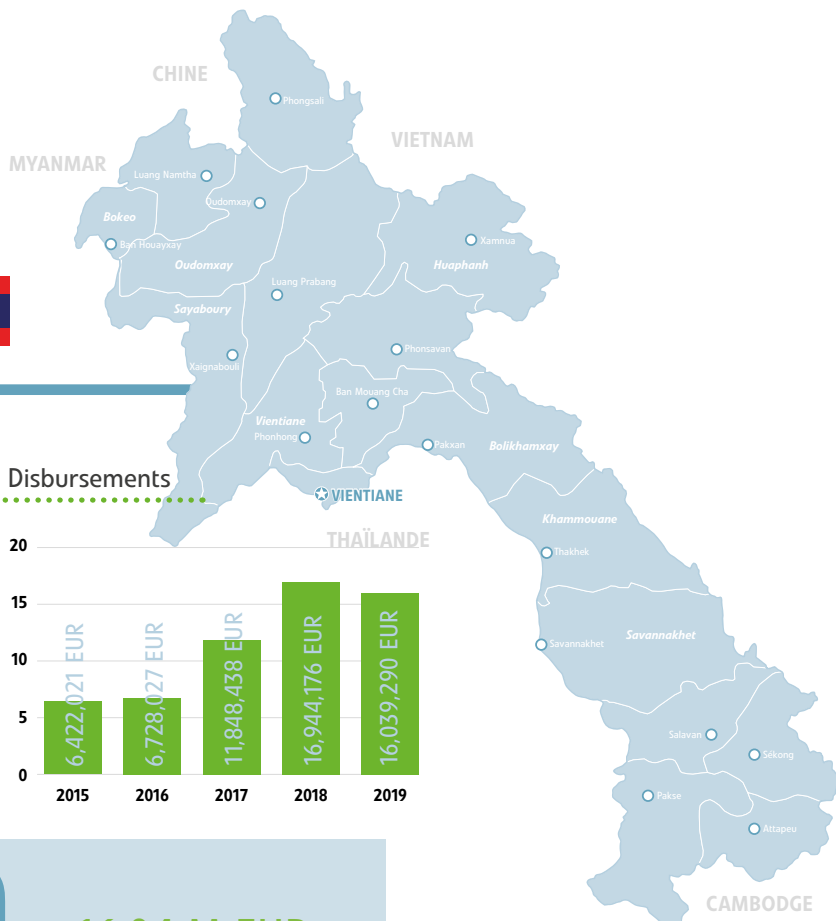 CHINE
Phongsali
VIETNAM
MYANMAR
Luang Namtha
Oudomxay
Bokeo
Ban Houayxay
Xamnua
Oudomxay
Huaphanh
Luang Prabang
Sayaboury
Phonsavan
Xaignabouli
Ban Mouang Cha
Vientiane
Phonhong
Pakxan
Bolikhamxay
VIENTIANE
Khammouane
THAÏLANDE
Thakhek
Savannakhet
Savannakhet
Salavan
Sékong
Pakse
Attapeu
CAMBODGE
Disbursements
20
15
10
5
0
6,422,021 EUR
6,728,027 EUR
11,848,438 EUR
16,944,176 EUR
16,039,290 EUR
2015
2016
2017
2018
2019